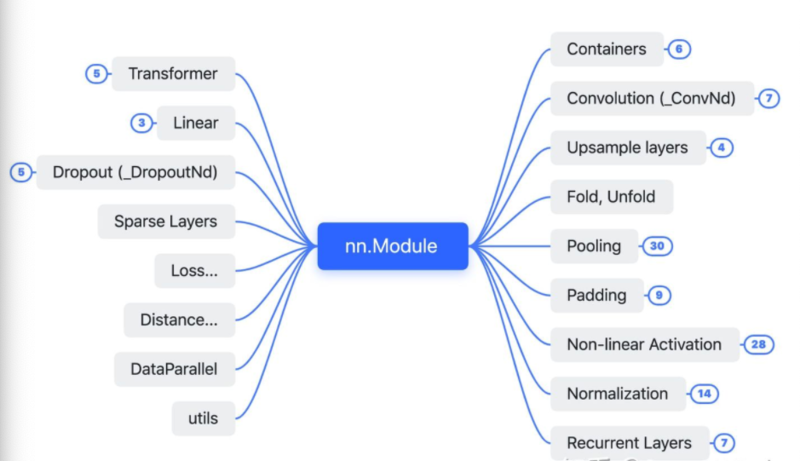 5
Transformer
3
Linear
5
Dropout (_DropoutNd)
Sparse Layers
Loss...
Distance...
DataParallel
utils
nn.Module
Containers
6
Convolution (_ConvNd)
7
Upsample layers
4
Fold, Unfold
Pooling
30
Padding
9
Non-linear Activation
28
Normalization
14
Recurrent Layers
7